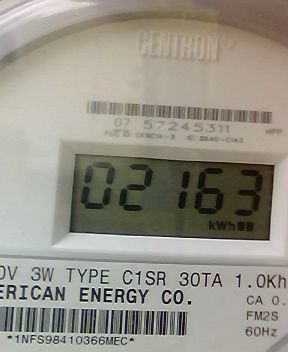 CENTRON®
07 57245311
HPP
02163
kWh
0V 3W TYPE C1SR 30TA 1.0Kh
ERICAN ENERGY CO.
CA 0.
FM2S
60Hz
*1NFS98410366MEC*